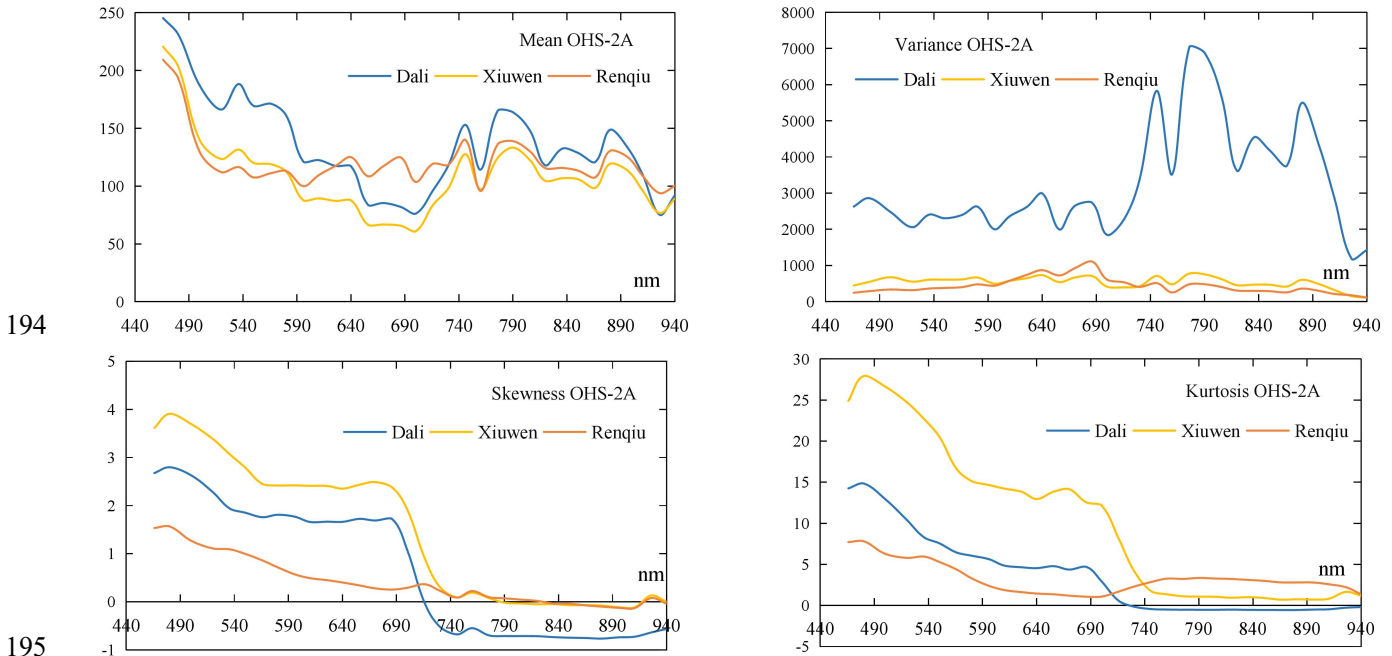 Mean OHS-2A
Dali Xiuwen Renqiu
250
200
150
100
50
0
nm
440 490 540 590 640 690 740 790 840 890 940
Variance OHS-2A
Dali Xiuwen Renqiu
8000
7000
6000
5000
4000
3000
2000
1000
0
nm
440 490 540 590 640 690 740 790 840 890 940
194
Skewness OHS-2A
Dali Xiuwen Renqiu
5
4
3
2
1
0
-1
nm
440 490 540 590 640 690 740 790 840 890 940
Kurtosis OHS-2A
Dali Xiuwen Renqiu
30
25
20
15
10
5
0
-5
nm
440 490 540 590 640 690 740 790 840 890 940
195